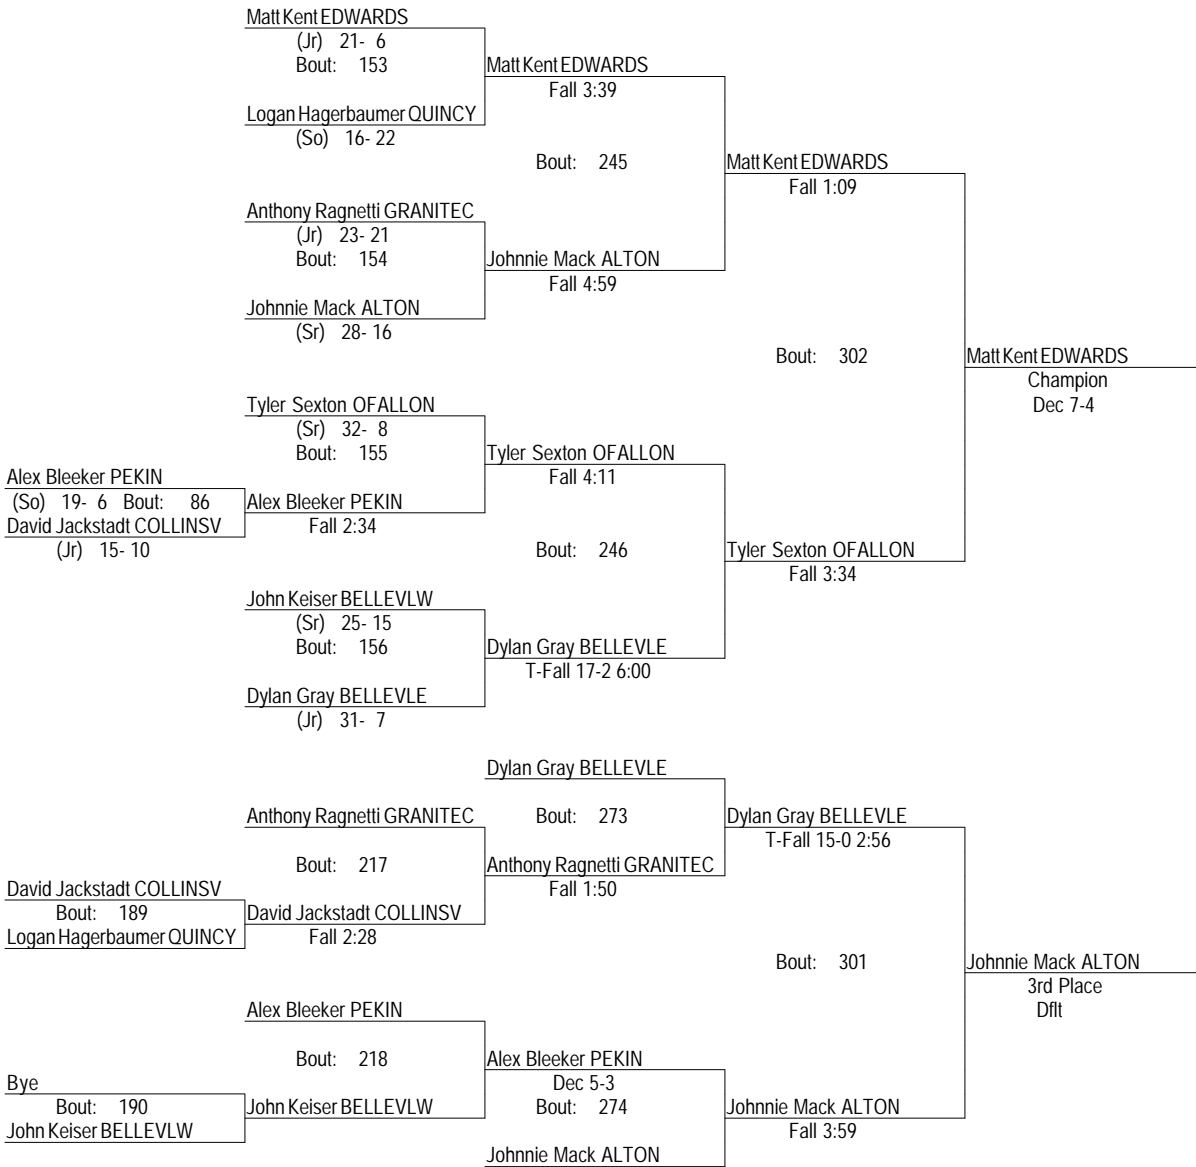 Matt Kent EDWARDS
(Jr) 21- 6
Bout: 153
Matt Kent EDWARDS
Fall 3:39
Logan Hagerbaumer QUINCY
(So) 16- 22
Bout: 245
Matt Kent EDWARDS
Fall 1:09
Anthony Ragnetti GRANITEC
(Jr) 23- 21
Bout: 154
Johnnie Mack ALTON
Fall 4:59
Johnnie Mack ALTON
(Sr) 28- 16
Bout: 302
Matt Kent EDWARDS
Champion
Dec 7-4
Tyler Sexton OFALLON
(Sr) 32- 8
Bout: 155
Tyler Sexton OFALLON
Fall 4:11
Alex Bleeker PEKIN
(So) 19- 6 Bout: 86
Alex Bleeker PEKIN
Fall 2:34
David Jackstadt COLLINSV
(Jr) 15- 10
Bout: 246
Tyler Sexton OFALLON
Fall 3:34
John Keiser BELLEVLW
(Sr) 25- 15
Bout: 156
Dylan Gray BELLEVLE
T-Fall 17-2 6:00
Dylan Gray BELLEVLE
(Jr) 31- 7
Dylan Gray BELLEVLE
Anthony Ragnetti GRANITEC
Bout: 273
Dylan Gray BELLEVLE
T-Fall 15-0 2:56
Bout: 217
Anthony Ragnetti GRANITEC
Fall 1:50
David Jackstadt COLLINSV
Bout: 189
David Jackstadt COLLINSV
Fall 2:28
Logan Hagerbaumer QUINCY
Bout: 301
Johnnie Mack ALTON
3rd Place
Dflt
Alex Bleeker PEKIN
Bout: 218
Alex Bleeker PEKIN
Dec 5-3
Bye
Bout: 190
John Keiser BELLEVLW
Bout: 274
Johnnie Mack ALTON
Fall 3:59
John Keiser BELLEVLW
Johnnie Mack ALTON